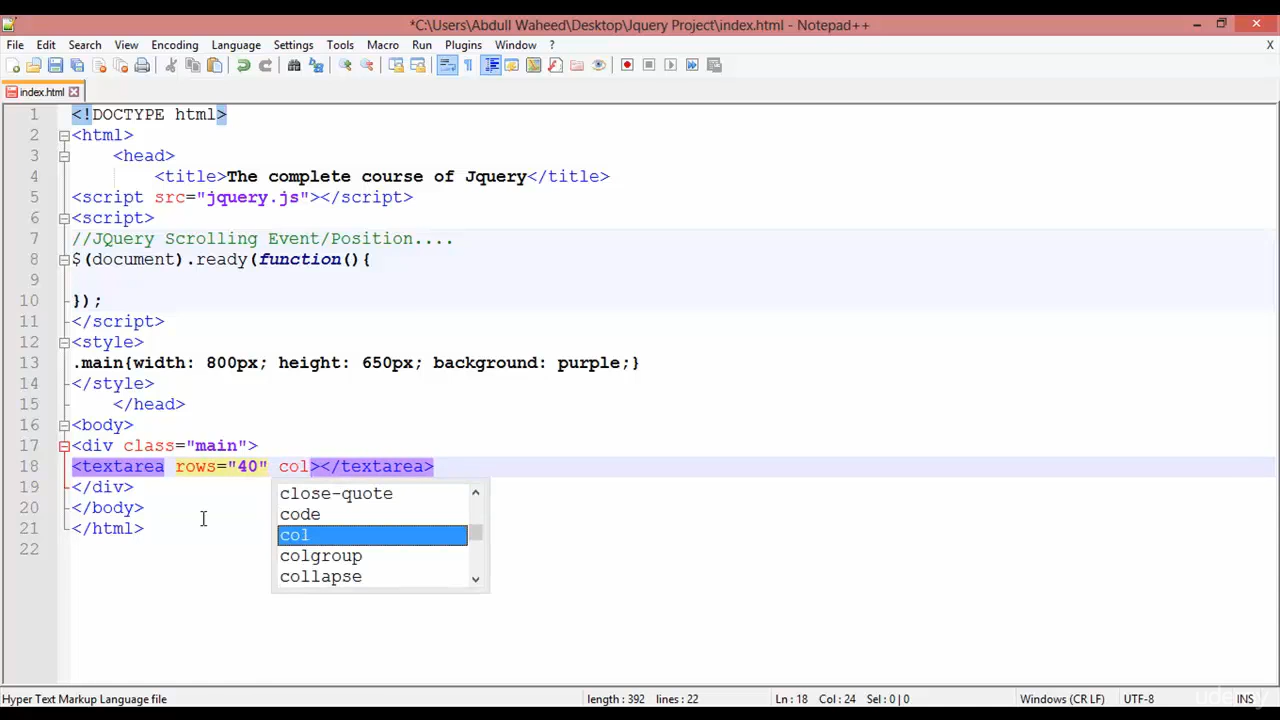 *C:\Users\Abdull Waheed\Desktop\Jquery Project\index.html - Notepad++
File Edit Search View Encoding Language Settings Tools Macro Run Plugins Window ? X
index.html
1 <!DOCTYPE html>
2 <html>
3 <head>
4 <title>The complete course of Jquery</title>
5 <script src="jquery.js"></script>
6 <script>
7 //JQuery Scrolling Event/Position....
8 $(document).ready(function(){
9
10 });
11 </script>
12 <style>
13 .main{width: 800px; height: 650px; background: purple;}
14 </style>
15 </head>
16 <body>
17 <div class="main">
18 <textarea rows="40" col></textarea>
19 </div>
20 </body>
21 </html>
22
close-quote
code
col
colgroup
collapse
Hyper Text Markup Language file length : 392 lines : 22 Ln : 18 Col : 24 Sel : 0 | 0 Windows (CR LF) UTF-8 INS
udemy